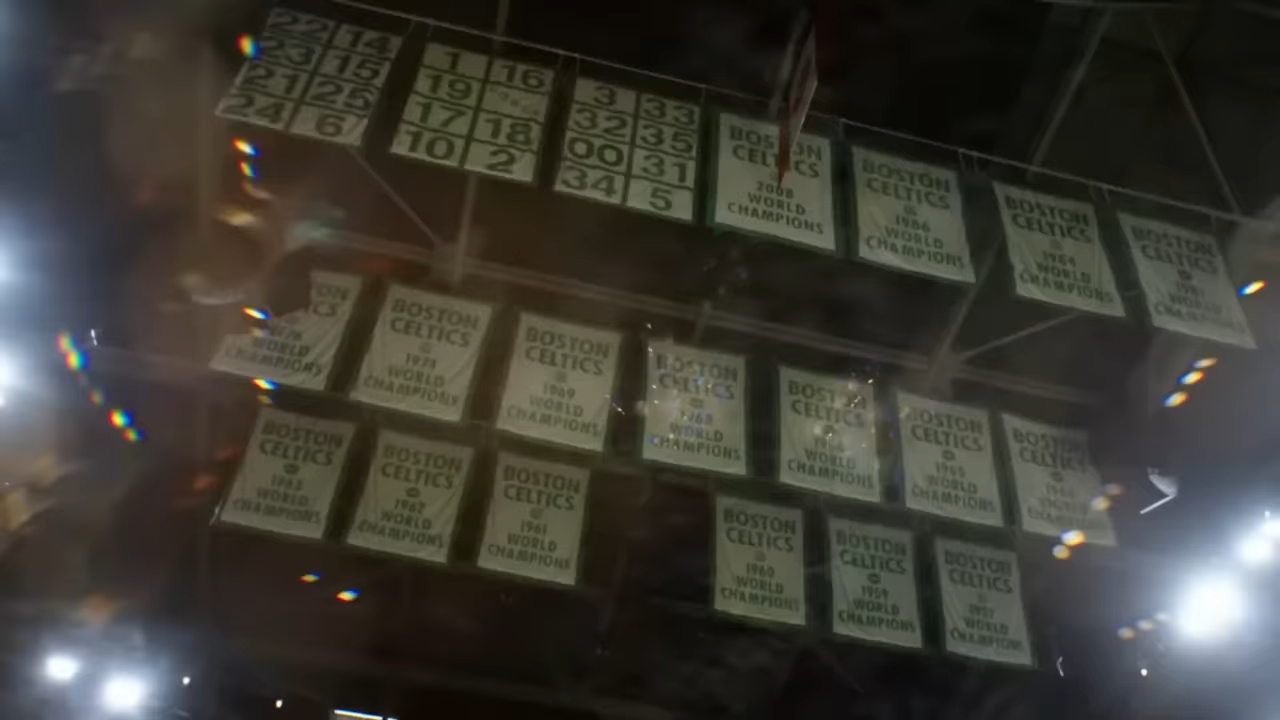 22 14
23 15
21 25
24 6
1 16
19
17 18
10 2
3 33
32 35
00 31
34 5
BOSTON
CELTICS
2008
WORLD
CHAMPIONS
BOSTON
CELTICS
1986
WORLD
CHAMPIONS
BOSTON
CELTICS
1984
WORLD
CHAMPIONS
BOSTON
CELTICS
1981
WORLD
CHAMPIONS
WORLD
CHAMPIONS
BOSTON
CELTICS
1974
WORLD
CHAMPIONS
BOSTON
CELTICS
1969
WORLD
CHAMPIONS
BOSTON
CELTICS
1968
WORLD
CHAMPIONS
BOSTON
CELTICS
WORLD
CHAMPIONS
BOSTON
CELTICS
1965
WORLD
CHAMPIONS
BOSTON
CELTICS
WORLD
CHAMPIONS
BOSTON
CELTICS
1963
WORLD
CHAMPIONS
BOSTON
CELTICS
1962
WORLD
CHAMPIONS
BOSTON
CELTICS
1961
WORLD
CHAMPIONS
BOSTON
CELTICS
1960
WORLD
CHAMPIONS
BOSTON
CELTICS
1959
WORLD
CHAMPIONS
BOSTON
CELTICS
1957
WORLD
CHAMPIONS